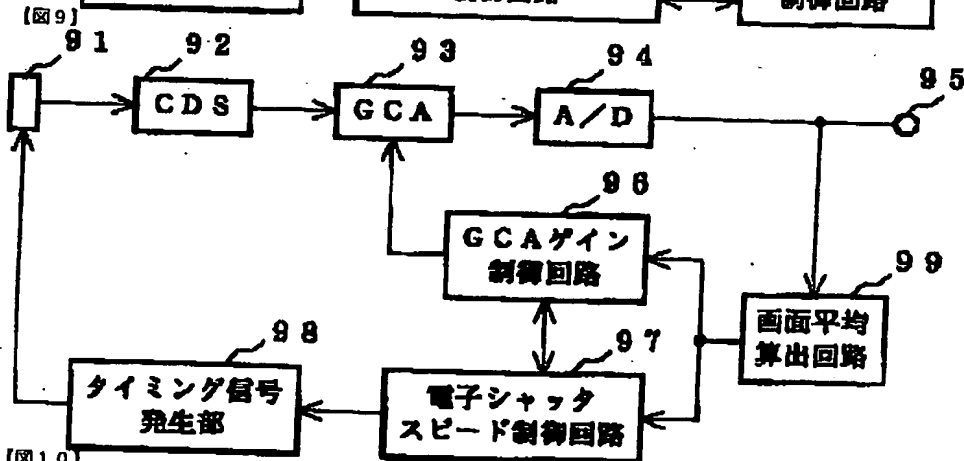 制御回路
[図9]
91
92
93
94
95
CDS
GCA
A/D
96
GCAゲイン
制御回路
99
画面平均
算出回路
98
97
タイミング信号
発生部
電子シャッタ
スピード制御回路
[図10]